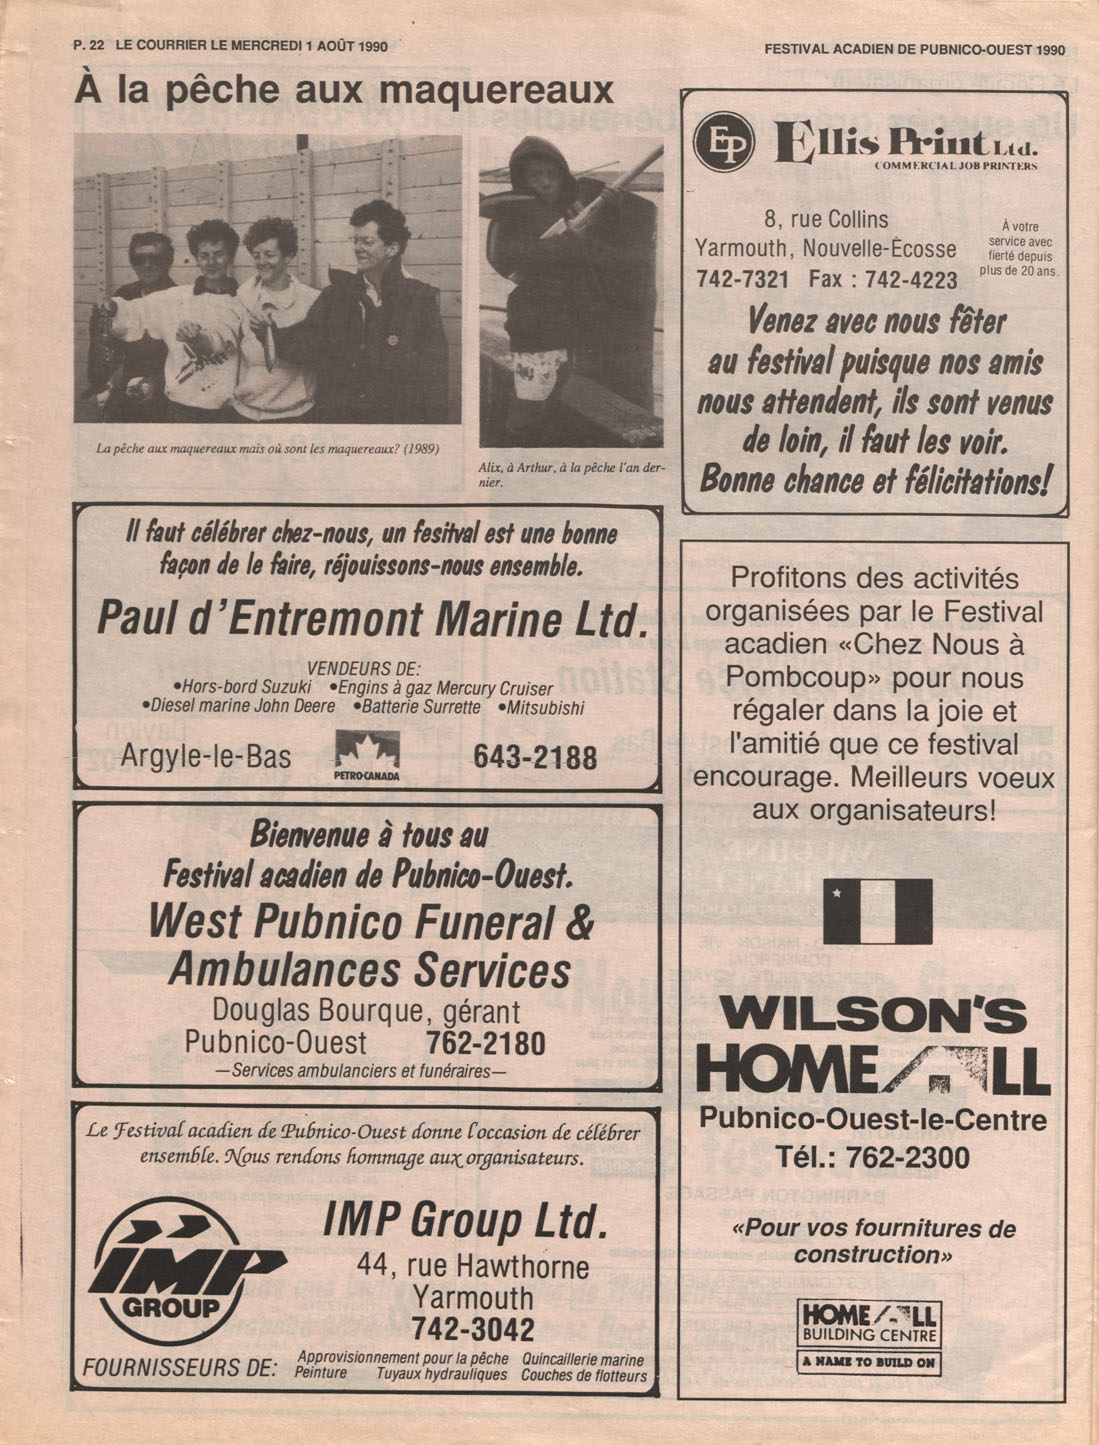 P. 22 LE COURRIER LE MERCREDI 1 AOÛT 1990
FESTIVAL ACADIEN DE PUBNICO-OUEST 1990
À la pêche aux maquereaux
La pêche aux maquereaux mais où sont les maquereaux? (1989)
Alix, à Arthur, à la pêche l'an der-
nier.
EP
Ellis Print Ltd.
COMMERCIAL JOB PRINTERS
8, rue Collins
Yarmouth, Nouvelle-Écosse
742-7321 Fax : 742-4223
À votre
service avec
fierté depuis
plus de 20 ans.
Venez avec nous fêter
au festival puisque nos amis
nous attendent, ils sont venus
de loin, il faut les voir.
Bonne chance et félicitations!
Il faut célébrer chez-nous, un fesitval est une bonne
façon de le faire, réjouissons-nous ensemble.
Paul d'Entremont Marine Ltd.
VENDEURS DE:
•Hors-bord Suzuki •Engins à gaz Mercury Cruiser
•Diesel marine John Deere •Batterie Surrette •Mitsubishi
Argyle-le-Bas
PETRO-CANADA
643-2188
Bienvenue à tous au
Festival acadien de Pubnico-Ouest.
West Pubnico Funeral &
Ambulances Services
Douglas Bourque, gérant
Pubnico-Ouest 762-2180
—Services ambulanciers et funéraires—
Le Festival acadien de Pubnico-Ouest donne l'occasion de célébrer
ensemble. Nous rendons hommage aux organisateurs.
IMP
GROUP
IMP Group Ltd.
44, rue Hawthorne
Yarmouth
742-3042
FOURNISSEURS DE:
Approvisionnement pour la pêche Quincaillerie marine
Peinture Tuyaux hydrauliques Couches de flotteurs
Profitons des activités
organisées par le Festival
acadien «Chez Nous à
Pombcoup» pour nous
régaler dans la joie et
l'amitié que ce festival
encourage. Meilleurs voeux
aux organisateurs!
WILSON'S
HOME ALL
Pubnico-Ouest-le-Centre
Tél.: 762-2300
«Pour vos fournitures de
construction»
HOME ALL
BUILDING CENTRE
A NAME TO BUILD ON